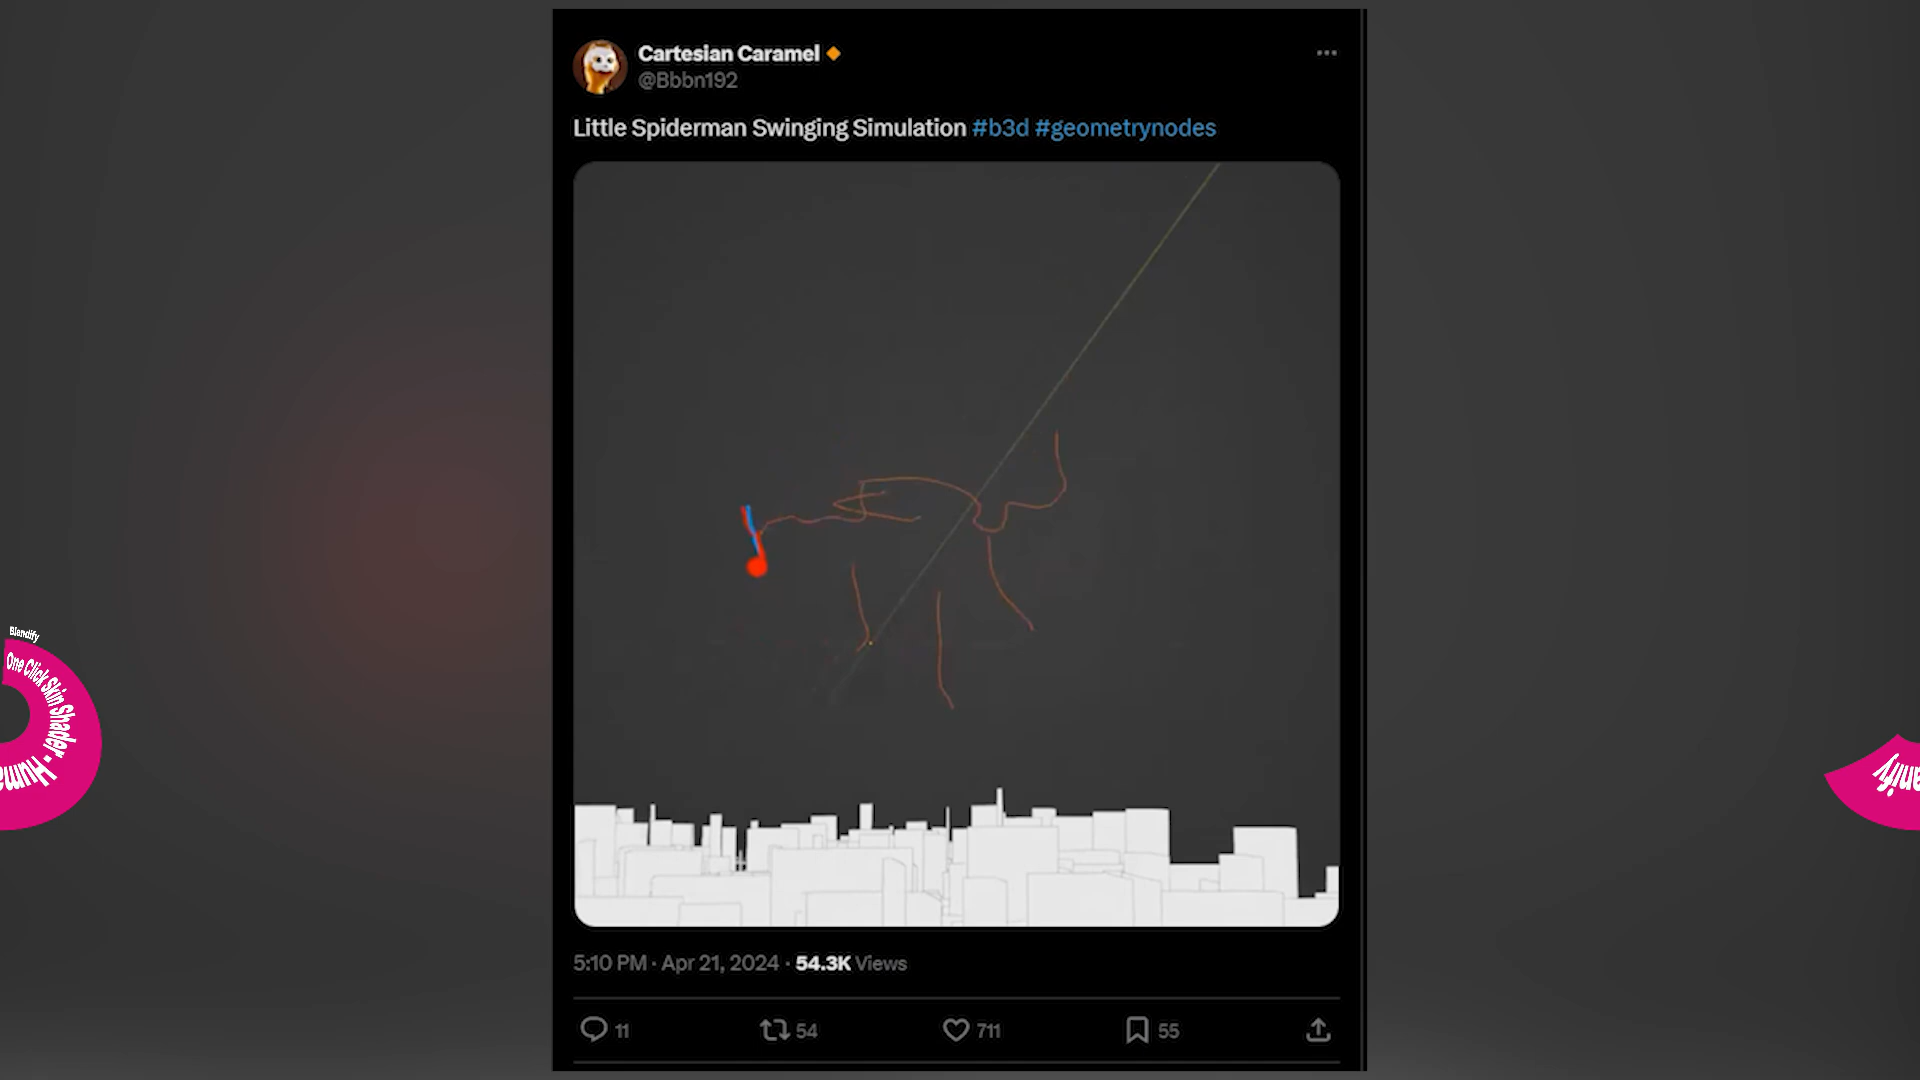 Cartesian Caramel
@Bbbn192
Little Spiderman Swinging Simulation #b3d #geometrynodes
5:10 PM · Apr 21, 2024 · 54.3K Views
11
54
711
55
Blendify
One Click Skin Shader